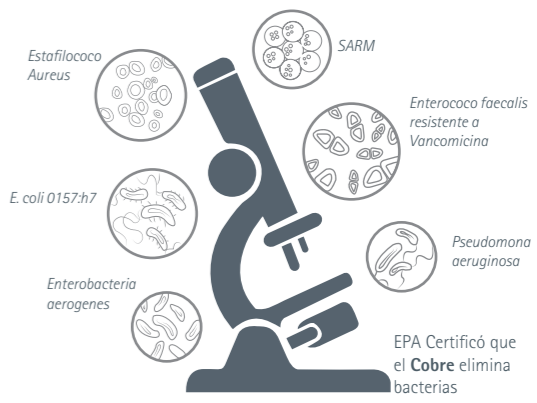 Estafilococo
Aureus
SARM
Enterococo faecalis
resistente a
Vancomicina
E. coli 0157:h7
Pseudomona
aeruginosa
Enterobacteria
aerogenes
EPA Certificó que
el Cobre elimina
bacterias